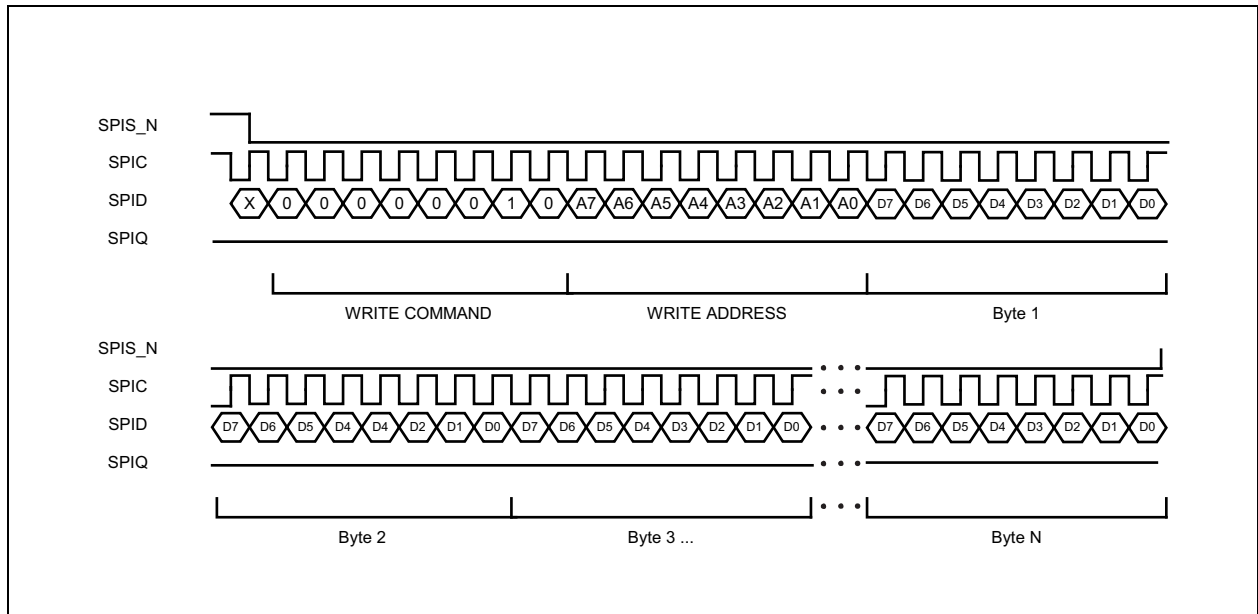 SPIS_N
SPIC
SPID X 0 0 0 0 0 0 1 0 A7 A6 A5 A4 A3 A2 A1 A0 D7 D6 D5 D4 D3 D2 D1 D0
SPIQ
WRITE COMMAND WRITE ADDRESS Byte 1
SPIS_N
SPIC
SPID D7 D6 D5 D4 D4 D2 D1 D0 D7 D6 D5 D4 D3 D2 D1 D0 D7 D6 D5 D4 D3 D2 D1 D0
SPIQ
Byte 2 Byte 3 ... Byte N